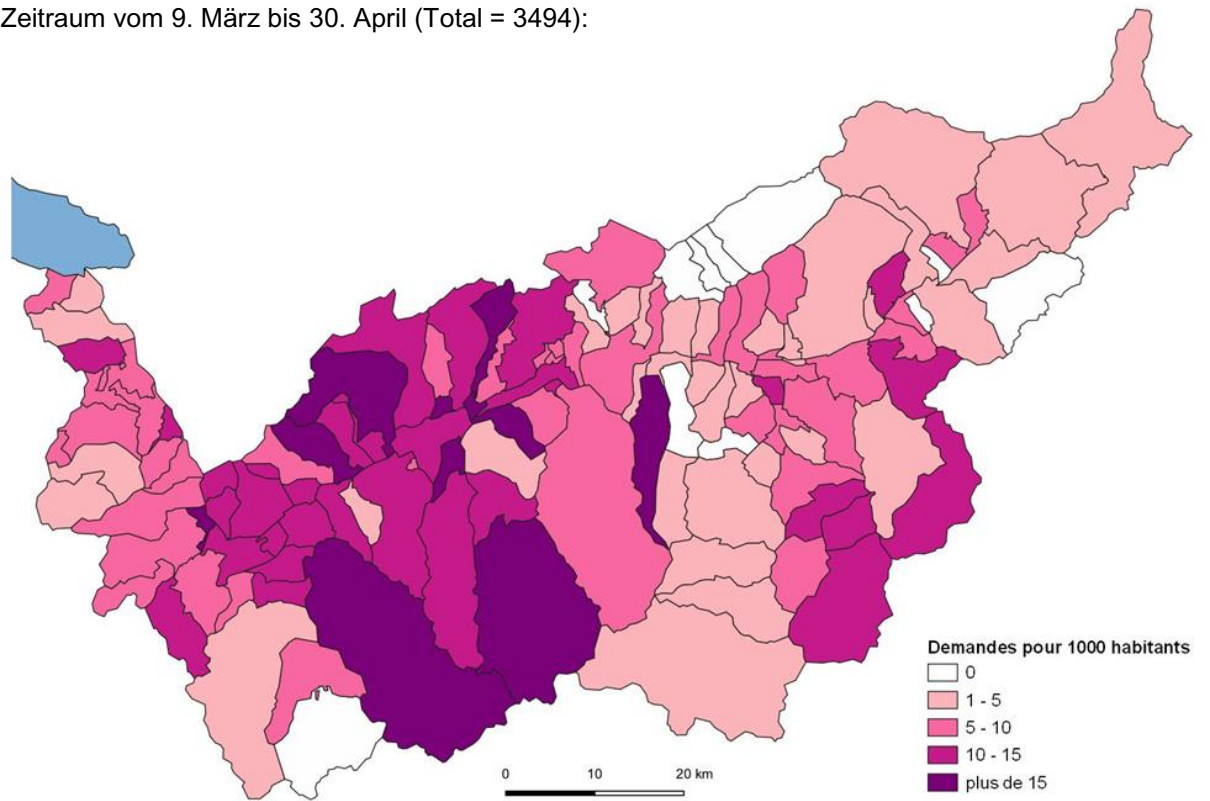 Zeitraum vom 9. März bis 30. April (Total = 3494):
Demandes pour 1000 habitants
0
1 - 5
5 - 10
10 - 15
plus de 15
0 10 20 km